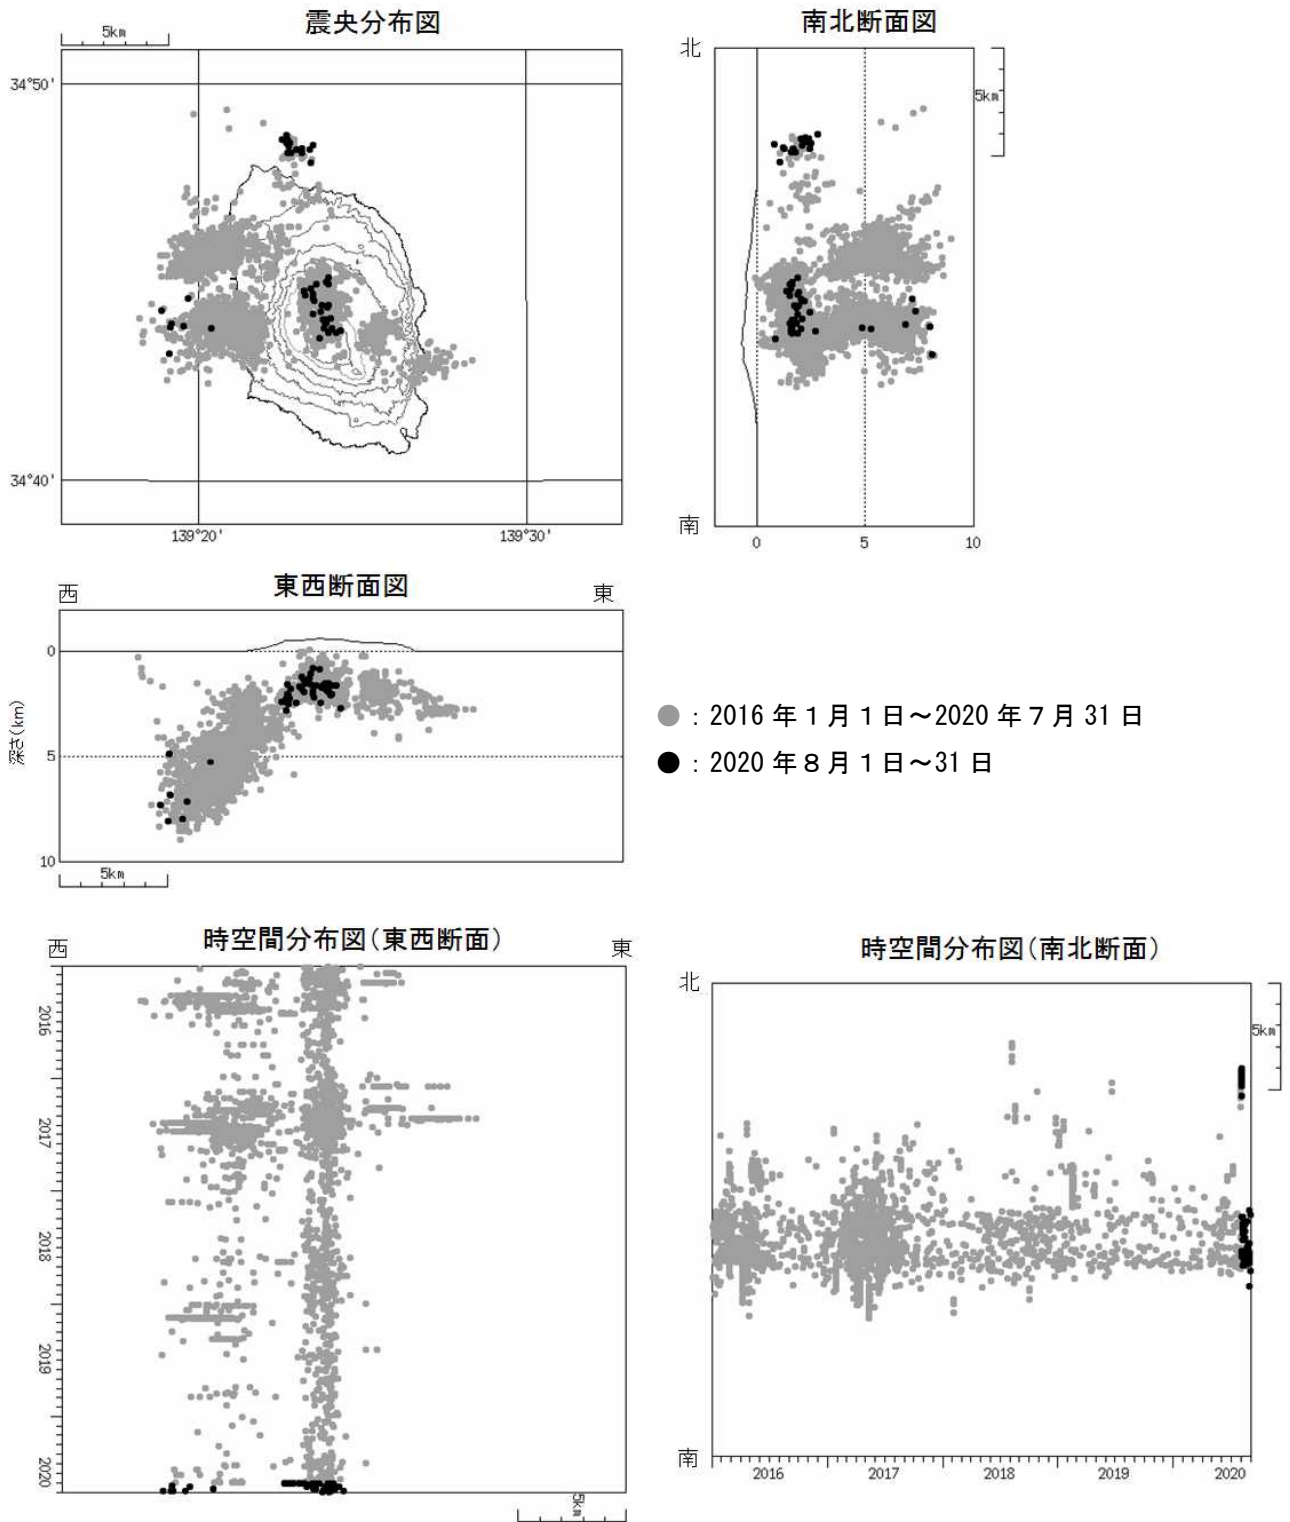 震央分布図
5km
34°50'
34°40'
139°20'
139°30'
南北断面図
北
5km
南
0
5
10
東西断面図
西
東
0
5
10
深さ(km)
5km
●：2016年１月１日～2020年７月31日
●：2020年８月１日～31日
時空間分布図(東西断面)
西
東
2016
2017
2018
2019
2020
5km
時空間分布図(南北断面)
北
5km
南
2016
2017
2018
2019
2020